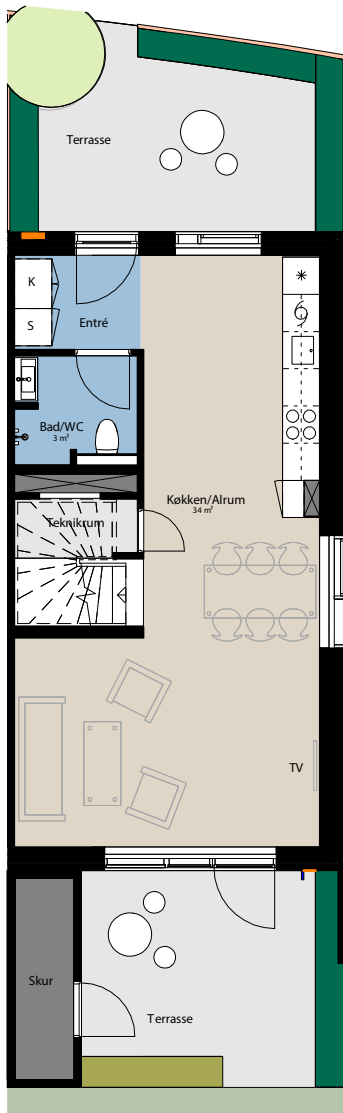 Terrasse
K
S
Entré
Bad/WC
3 m²
Køkken/Alrum
34 m²
Teknikrum
TV
Skur
Terrasse